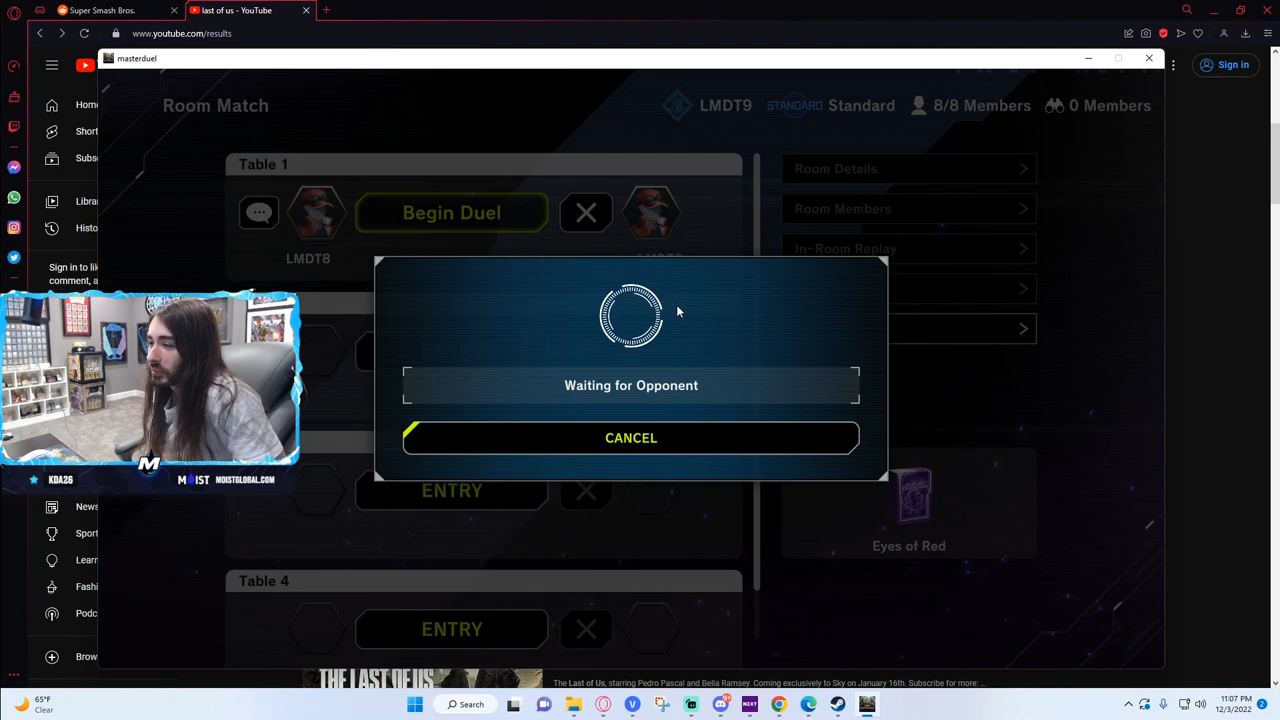 Super Smash Bros.
last of us - YouTube
www.youtube.com/results
masterduel
Sign in
Home
Short
Subsc
Libra
Histo
Sign in to lik
comment, a
Room Match
LMDT9
STANDARD Standard
8/8 Members
0 Members
Table 1
Begin Duel
LMDT8
Room Details
Room Members
In-Room Replay
Waiting for Opponent
CANCEL
KDA26
M
MOIST MOISTGLOBAL.COM
ENTRY
Eyes of Red
Table 4
ENTRY
News
Sport
Learn
Fashi
Podc
Brow
THE LAST OF US
The Last of Us, starring Pedro Pascal and Bella Ramsey. Coming exclusively to Sky on January 16th. Subscribe for more: ...
65°F
Clear
Search
11:07 PM
12/3/2022
2